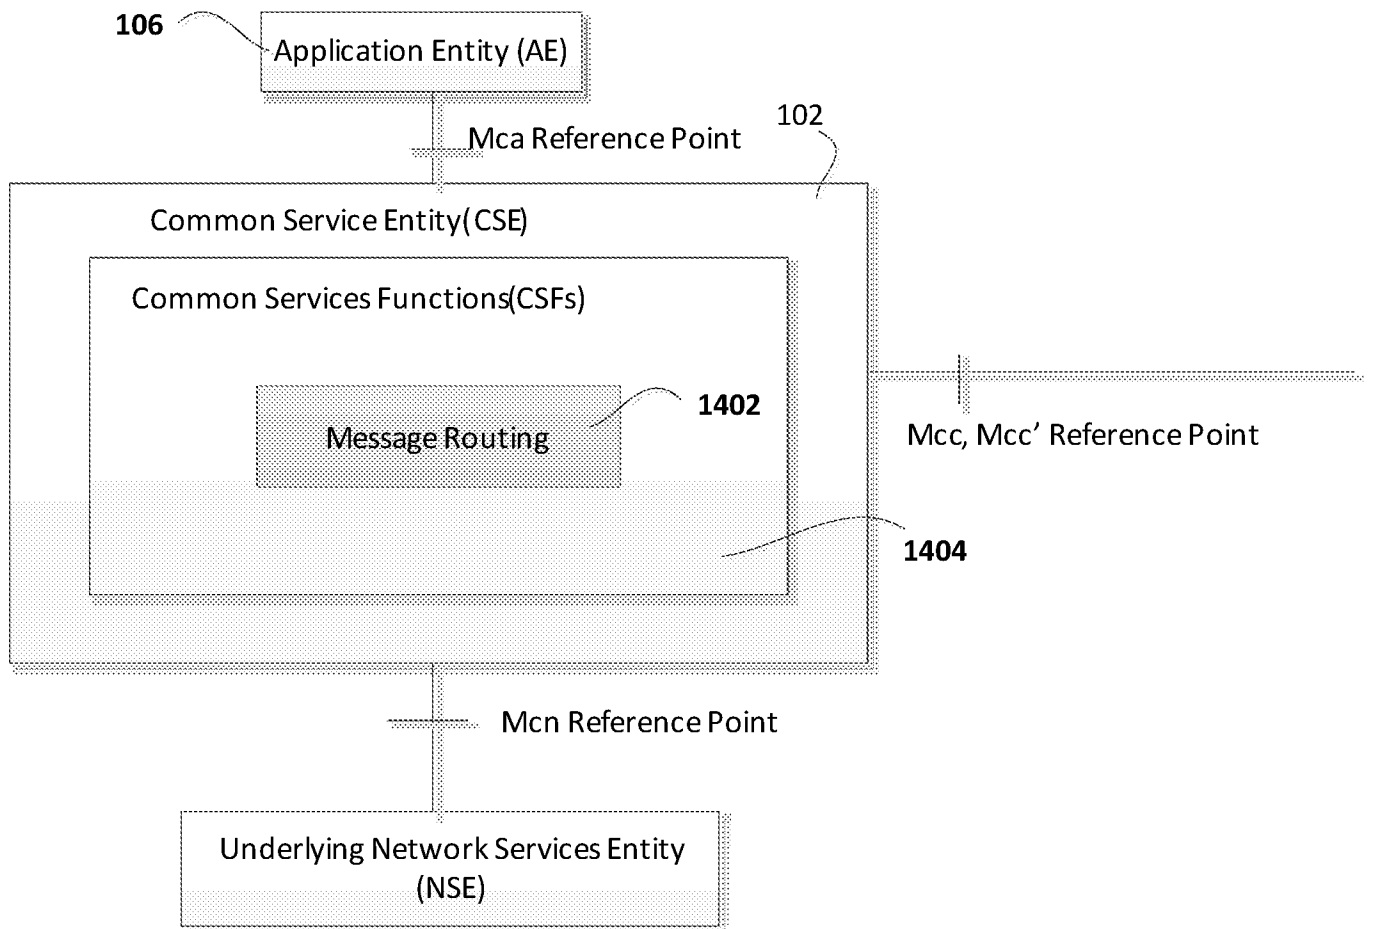 106
Application Entity (AE)
Mca Reference Point
102
Common Service Entity(CSE)
Common Services Functions(CSFs)
1402
Message Routing
Mcc, Mcc’ Reference Point
1404
Mcn Reference Point
Underlying Network Services Entity
(NSE)